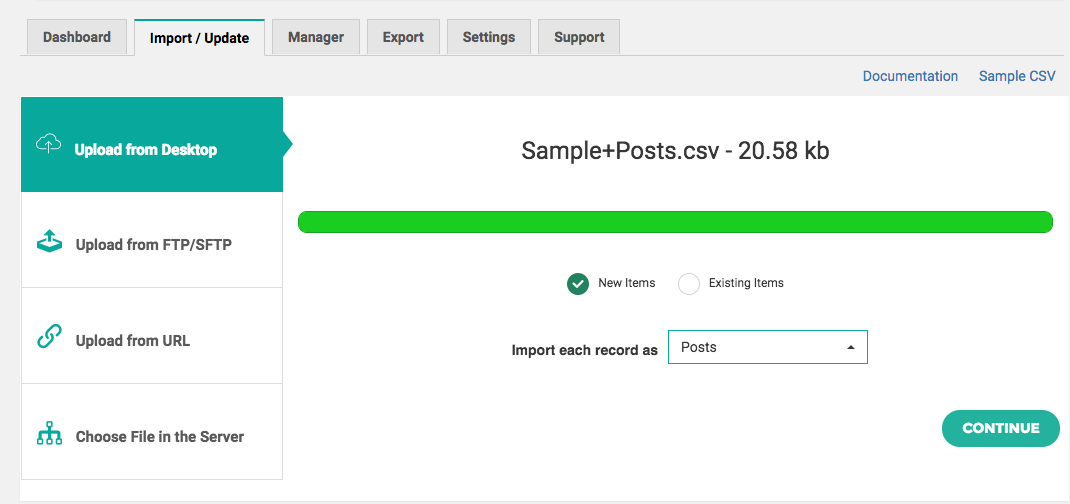 Dashboard
Import / Update
Manager
Export
Settings
Support
Documentation
Sample CSV
Upload from Desktop
Upload from FTP/SFTP
Upload from URL
Choose File in the Server
Sample+Posts.csv - 20.58 kb
New Items
Existing Items
Import each record as
Posts
CONTINUE